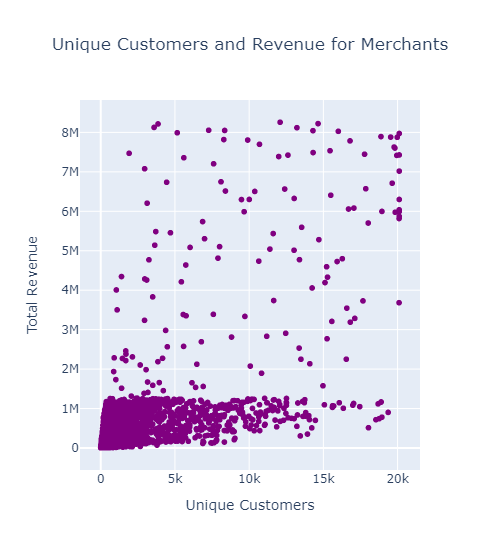 Unique Customers and Revenue for Merchants
8M
7M
6M
5M
4M
3M
2M
1M
0
Total Revenue
0
5k
10k
15k
20k
Unique Customers